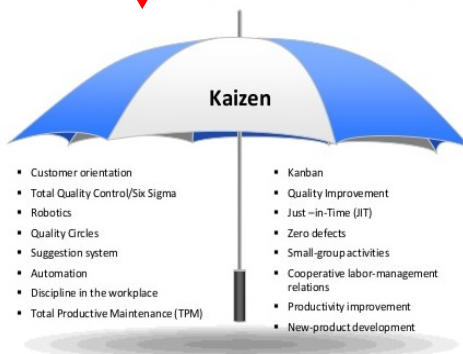 Kaizen
▪ Customer orientation
▪ Total Quality Control/Six Sigma
▪ Robotics
▪ Quality Circles
▪ Suggestion system
▪ Automation
▪ Discipline in the workplace
▪ Total Productive Maintenance (TPM)
▪ Kanban
▪ Quality Improvement
▪ Just –in-Time (JIT)
▪ Zero defects
▪ Small-group activities
▪ Cooperative labor-management
relations
▪ Productivity improvement
▪ New-product development